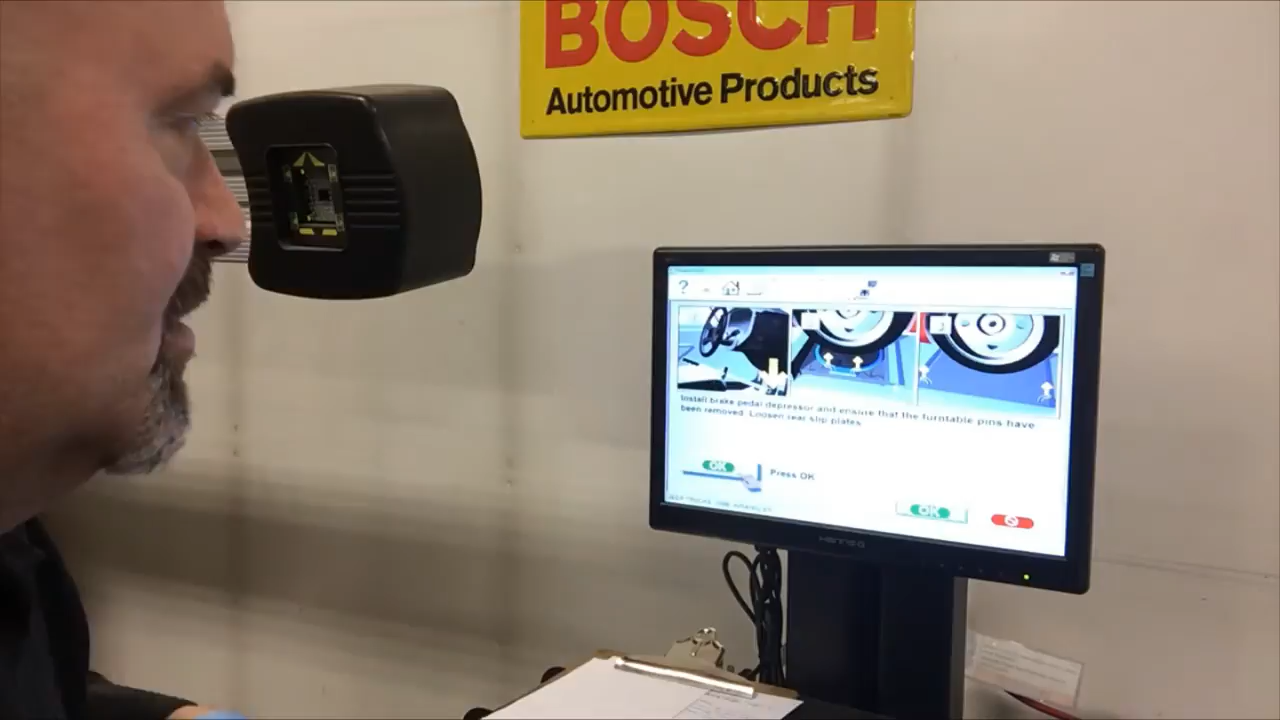 BOSCH
Automotive Products
?
Install brake pedal depressor and ensure that the turntable pins have
been removed. Loosen rear slip plates
OK
Press OK
OK